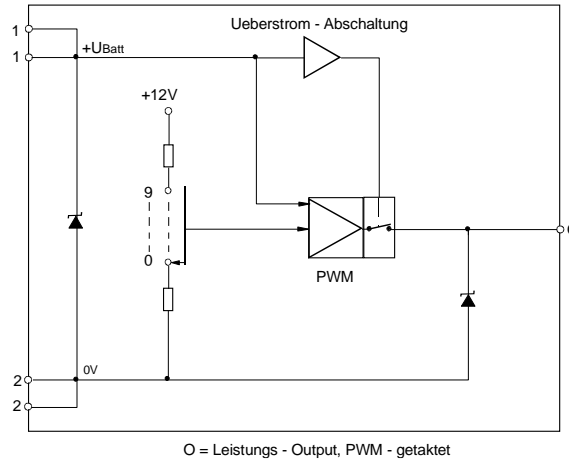 Ueberstrom - Abschaltung
1
+UBatt
1
+12V
9
0
PWM
2
0V
2
O = Leistungs - Output, PWM - getaktet